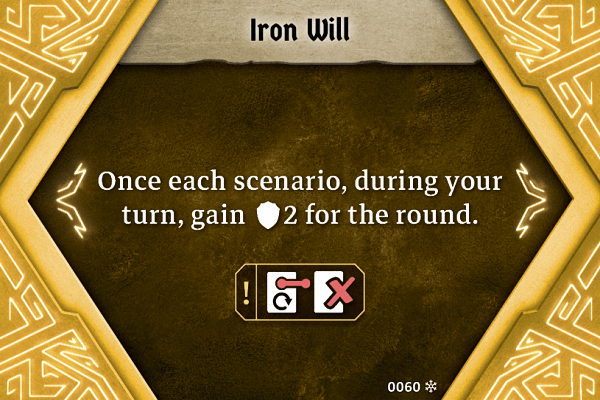 Iron Will
Once each scenario, during your
turn, gain 2 for the round.
!
0060